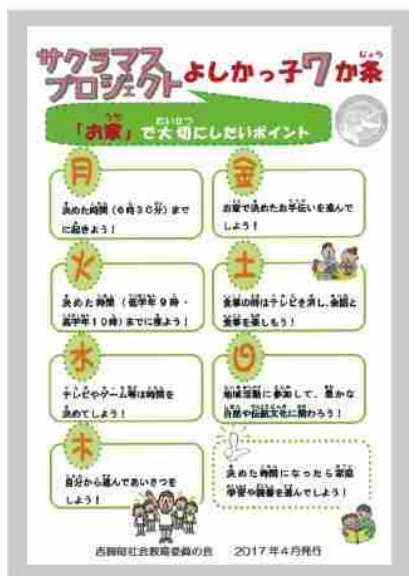 サクラマス
プロジェクト よしかっ子7か条
「お家」で大切にしたいポイント
月
決めた時間(6時30分)まで
に起きよう！
火
決めた時間(低学年9時・
高学年10時)までに寝よう！
水
テレビやゲーム等は時間を
決めてしよう！
木
自分から進んであいさつを
しよう！
金
お家で決めたお手伝いを進んで
しよう！
土
食事の時はテレビを消し、会話と
食事を楽しもう！
日
地域活動に参加して、豊かな
自然や伝統文化に関わろう！
決めた時間になったら家庭
学習や読書を進んでしよう！
吉賀町社会教育委員の会 2017年4月発行